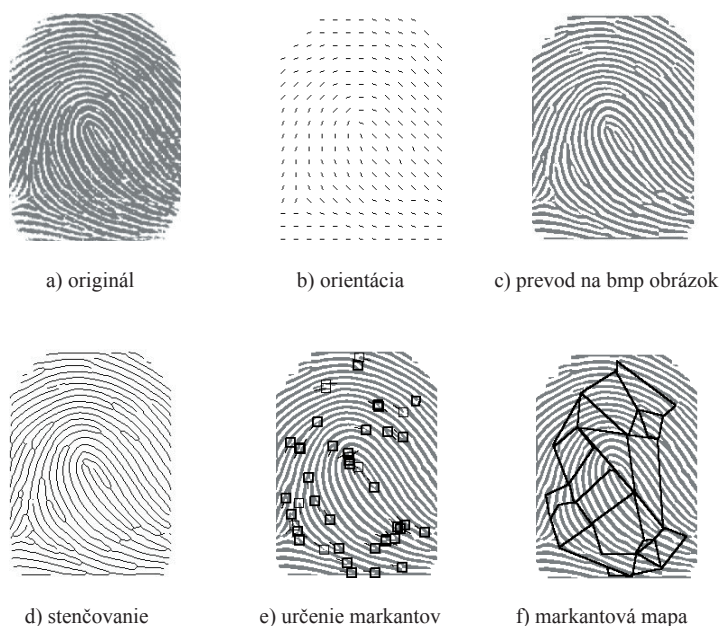 a) originál
b) orientácia
c) prevod na bmp obrázok
d) stenčovanie
e) určenie markantov
f) markantová mapa